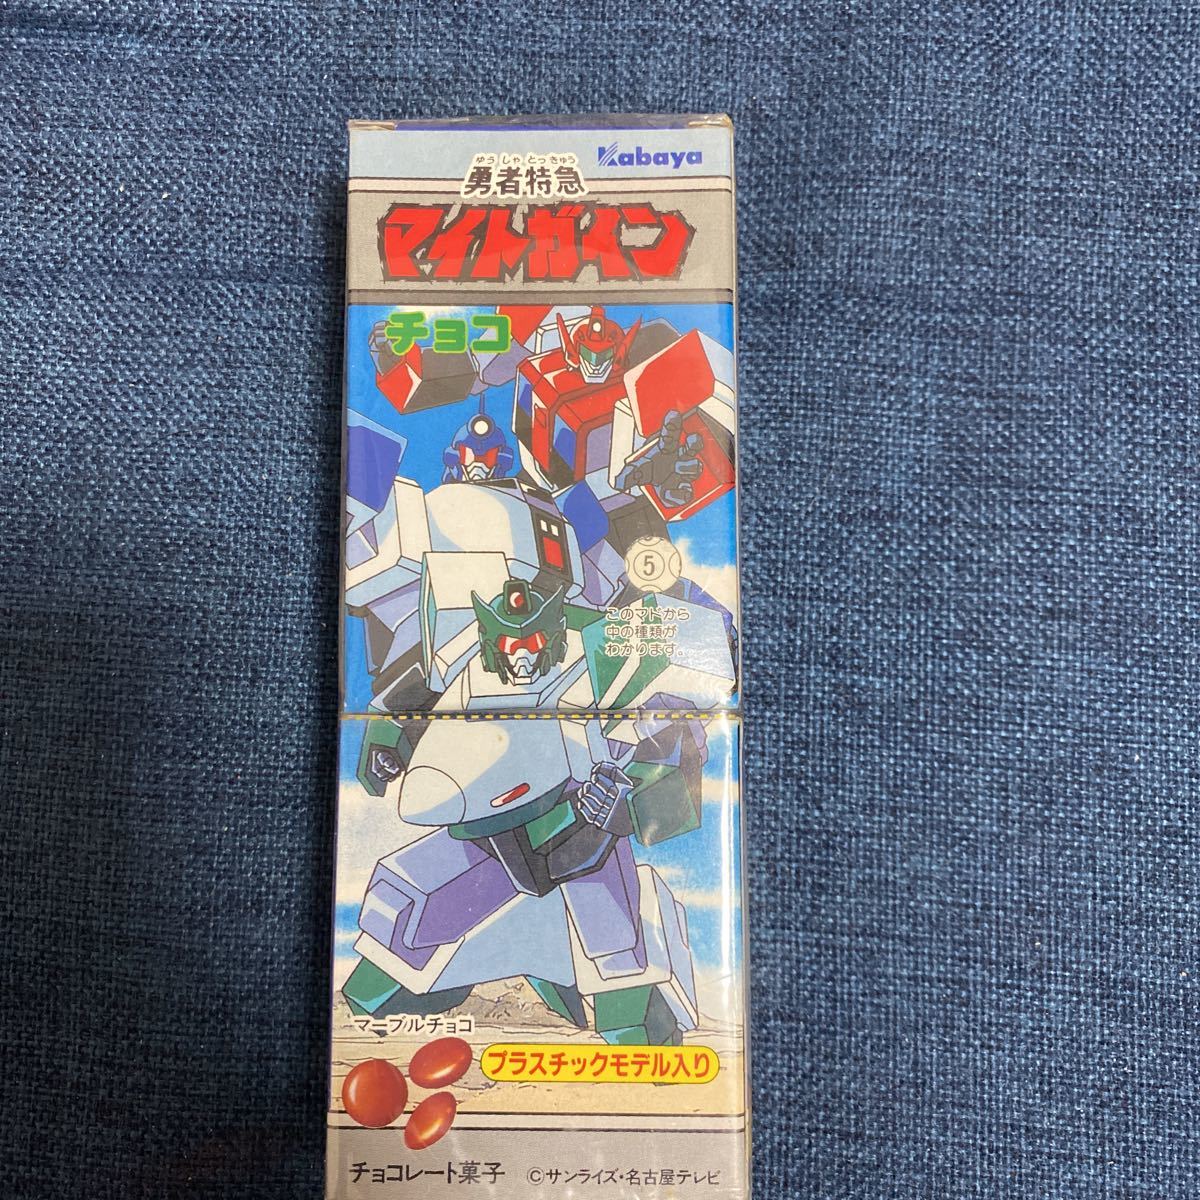 Kabaya
ゆうしゃとっきゅう
勇者特急
マイトガイン
チョコ
5
このマドから
中の種類が
わかります。
マーブルチョコ
プラスチックモデル入り
チョコレート菓子 ©サンライズ・名古屋テレビ